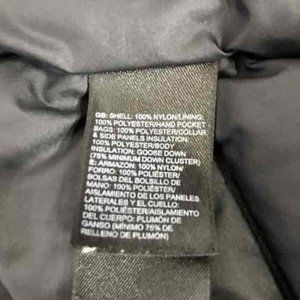 GB: SHELL: 100% NYLON/LINING:
100% POLYESTER/HAND POCKET
BAGS: 100% POLYESTER/COLLAR
& SIDE PANELS INSULATION:
100% POLYESTER/BODY
INSULATION: GOOSE DOWN
(75% MINIMUM DOWN CLUSTER)
E: ARMAZÓN: 100% NYLON/
FORRO: 100% POLIÉSTER/
BOLSAS DEL BOLSILLO DE
MANO: 100% POLIÉSTER/
AISLAMIENTO DE LOS PANELES
LATERALES Y EL CUELLO:
100% POLIÉSTER/AISLAMIENTO
DEL CUERPO: PLUMÓN DE
GANSO (MÍNIMO 75% DE
RELLENO DE PLUMÓN)